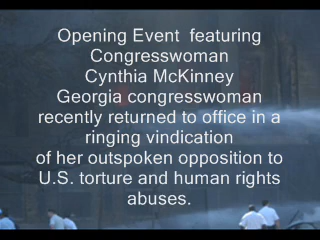 Opening Event  featuring
Congresswoman
Cynthia McKinney
Georgia congresswoman
recently returned to office in a
ringing vindication
of her outspoken opposition to
U.S. torture and human rights
abuses.